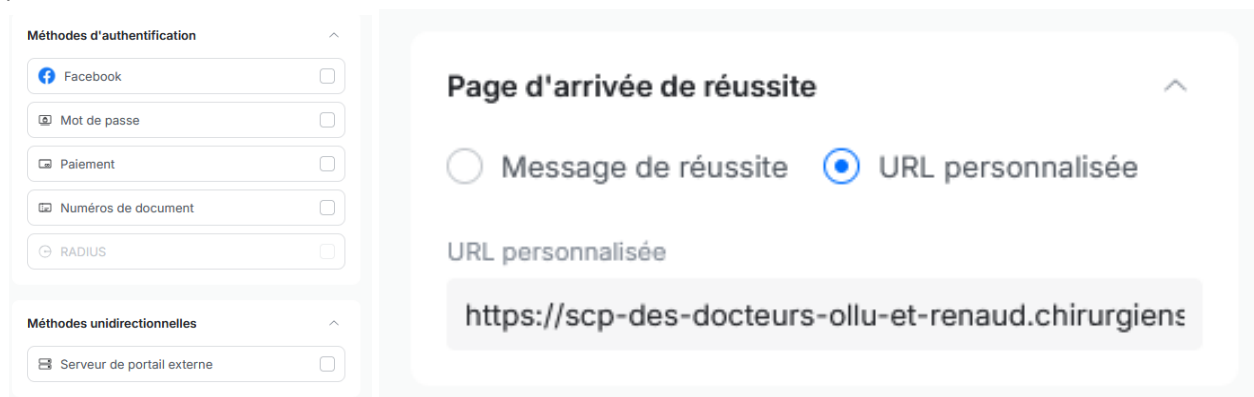 Méthodes d'authentification
Facebook
Mot de passe
Paiement
Numéros de document
RADIUS
Méthodes unidirectionnelles
Serveur de portail externe
Page d'arrivée de réussite
Message de réussite
URL personnalisée
URL personnalisée
https://scp-des-docteurs-ollu-et-renaud.chirurgiens